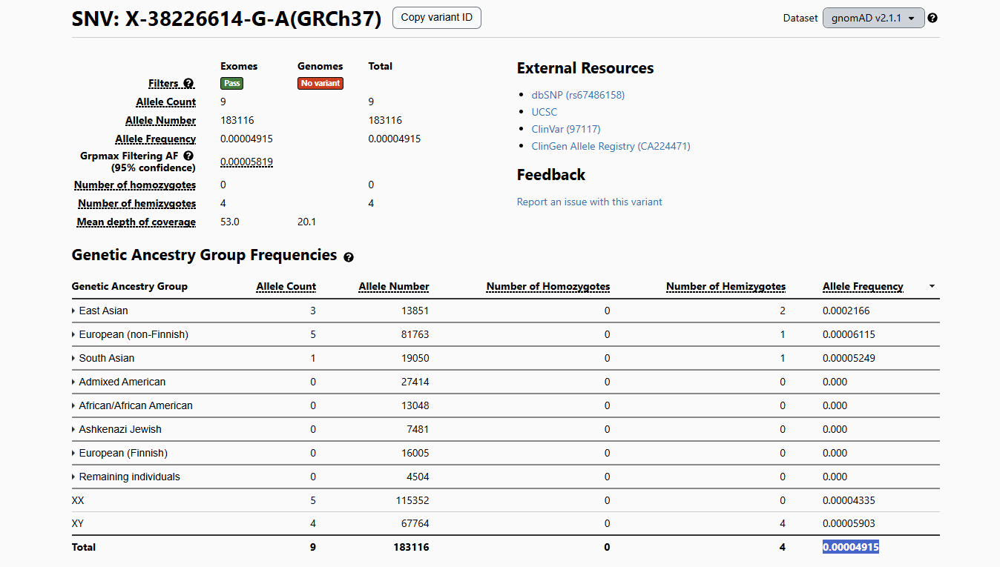 SNV: X-38226614-G-A(GRCh37) Copy variant ID Dataset gnomAD v2.1.1 ?
Exomes Genomes Total
Filters ? Pass No variant
Allele Count 9 9
Allele Number 183116 183116
Allele Frequency 0.00004915 0.00004915
Grpmax Filtering AF ?
(95% confidence) 0.00005819
Number of homozygotes 0 0
Number of hemizygotes 4 4
Mean depth of coverage 53.0 20.1
External Resources
• dbSNP (rs67486158)
• UCSC
• ClinVar (97117)
• ClinGen Allele Registry (CA224471)
Feedback
Report an issue with this variant
Genetic Ancestry Group Frequencies ?
Genetic Ancestry Group Allele Count Allele Number Number of Homozygotes Number of Hemizygotes Allele Frequency
East Asian 3 13851 0 2 0.0002166
European (non-Finnish) 5 81763 0 1 0.00006115
South Asian 1 19050 0 1 0.00005249
Admixed American 0 27414 0 0 0.000
African/African American 0 13048 0 0 0.000
Ashkenazi Jewish 0 7481 0 0 0.000
European (Finnish) 0 16005 0 0 0.000
Remaining individuals 0 4504 0 0 0.000
XX 5 115352 0 0 0.00004335
XY 4 67764 0 4 0.00005903
Total 9 183116 0 4 0.00004915